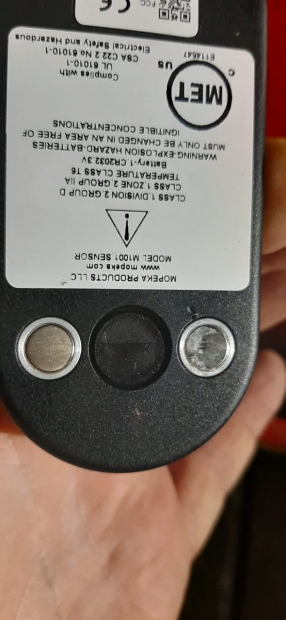 MOPEKA PRODUCTS LLC
www.mopeka.com
MODEL M1001 SENSOR
CLASS 1, DIVISION 2 GROUP D
CLASS 1, ZONE 2 GROUP IIA
TEMPERATURE CLASS T6
Battery-1, CR2032 3V
WARNING-EXPLOSION HAZARD-BATTERIES
MUST ONLY BE CHANGED IN AN AREA FREE OF
IGNITIBLE CONCENTRATIONS
MET
C US
E114647
Complies with
UL 61010-1
CSA C22.2 No 61010-1
Electrical Safety and Hazardous
CE
FCC